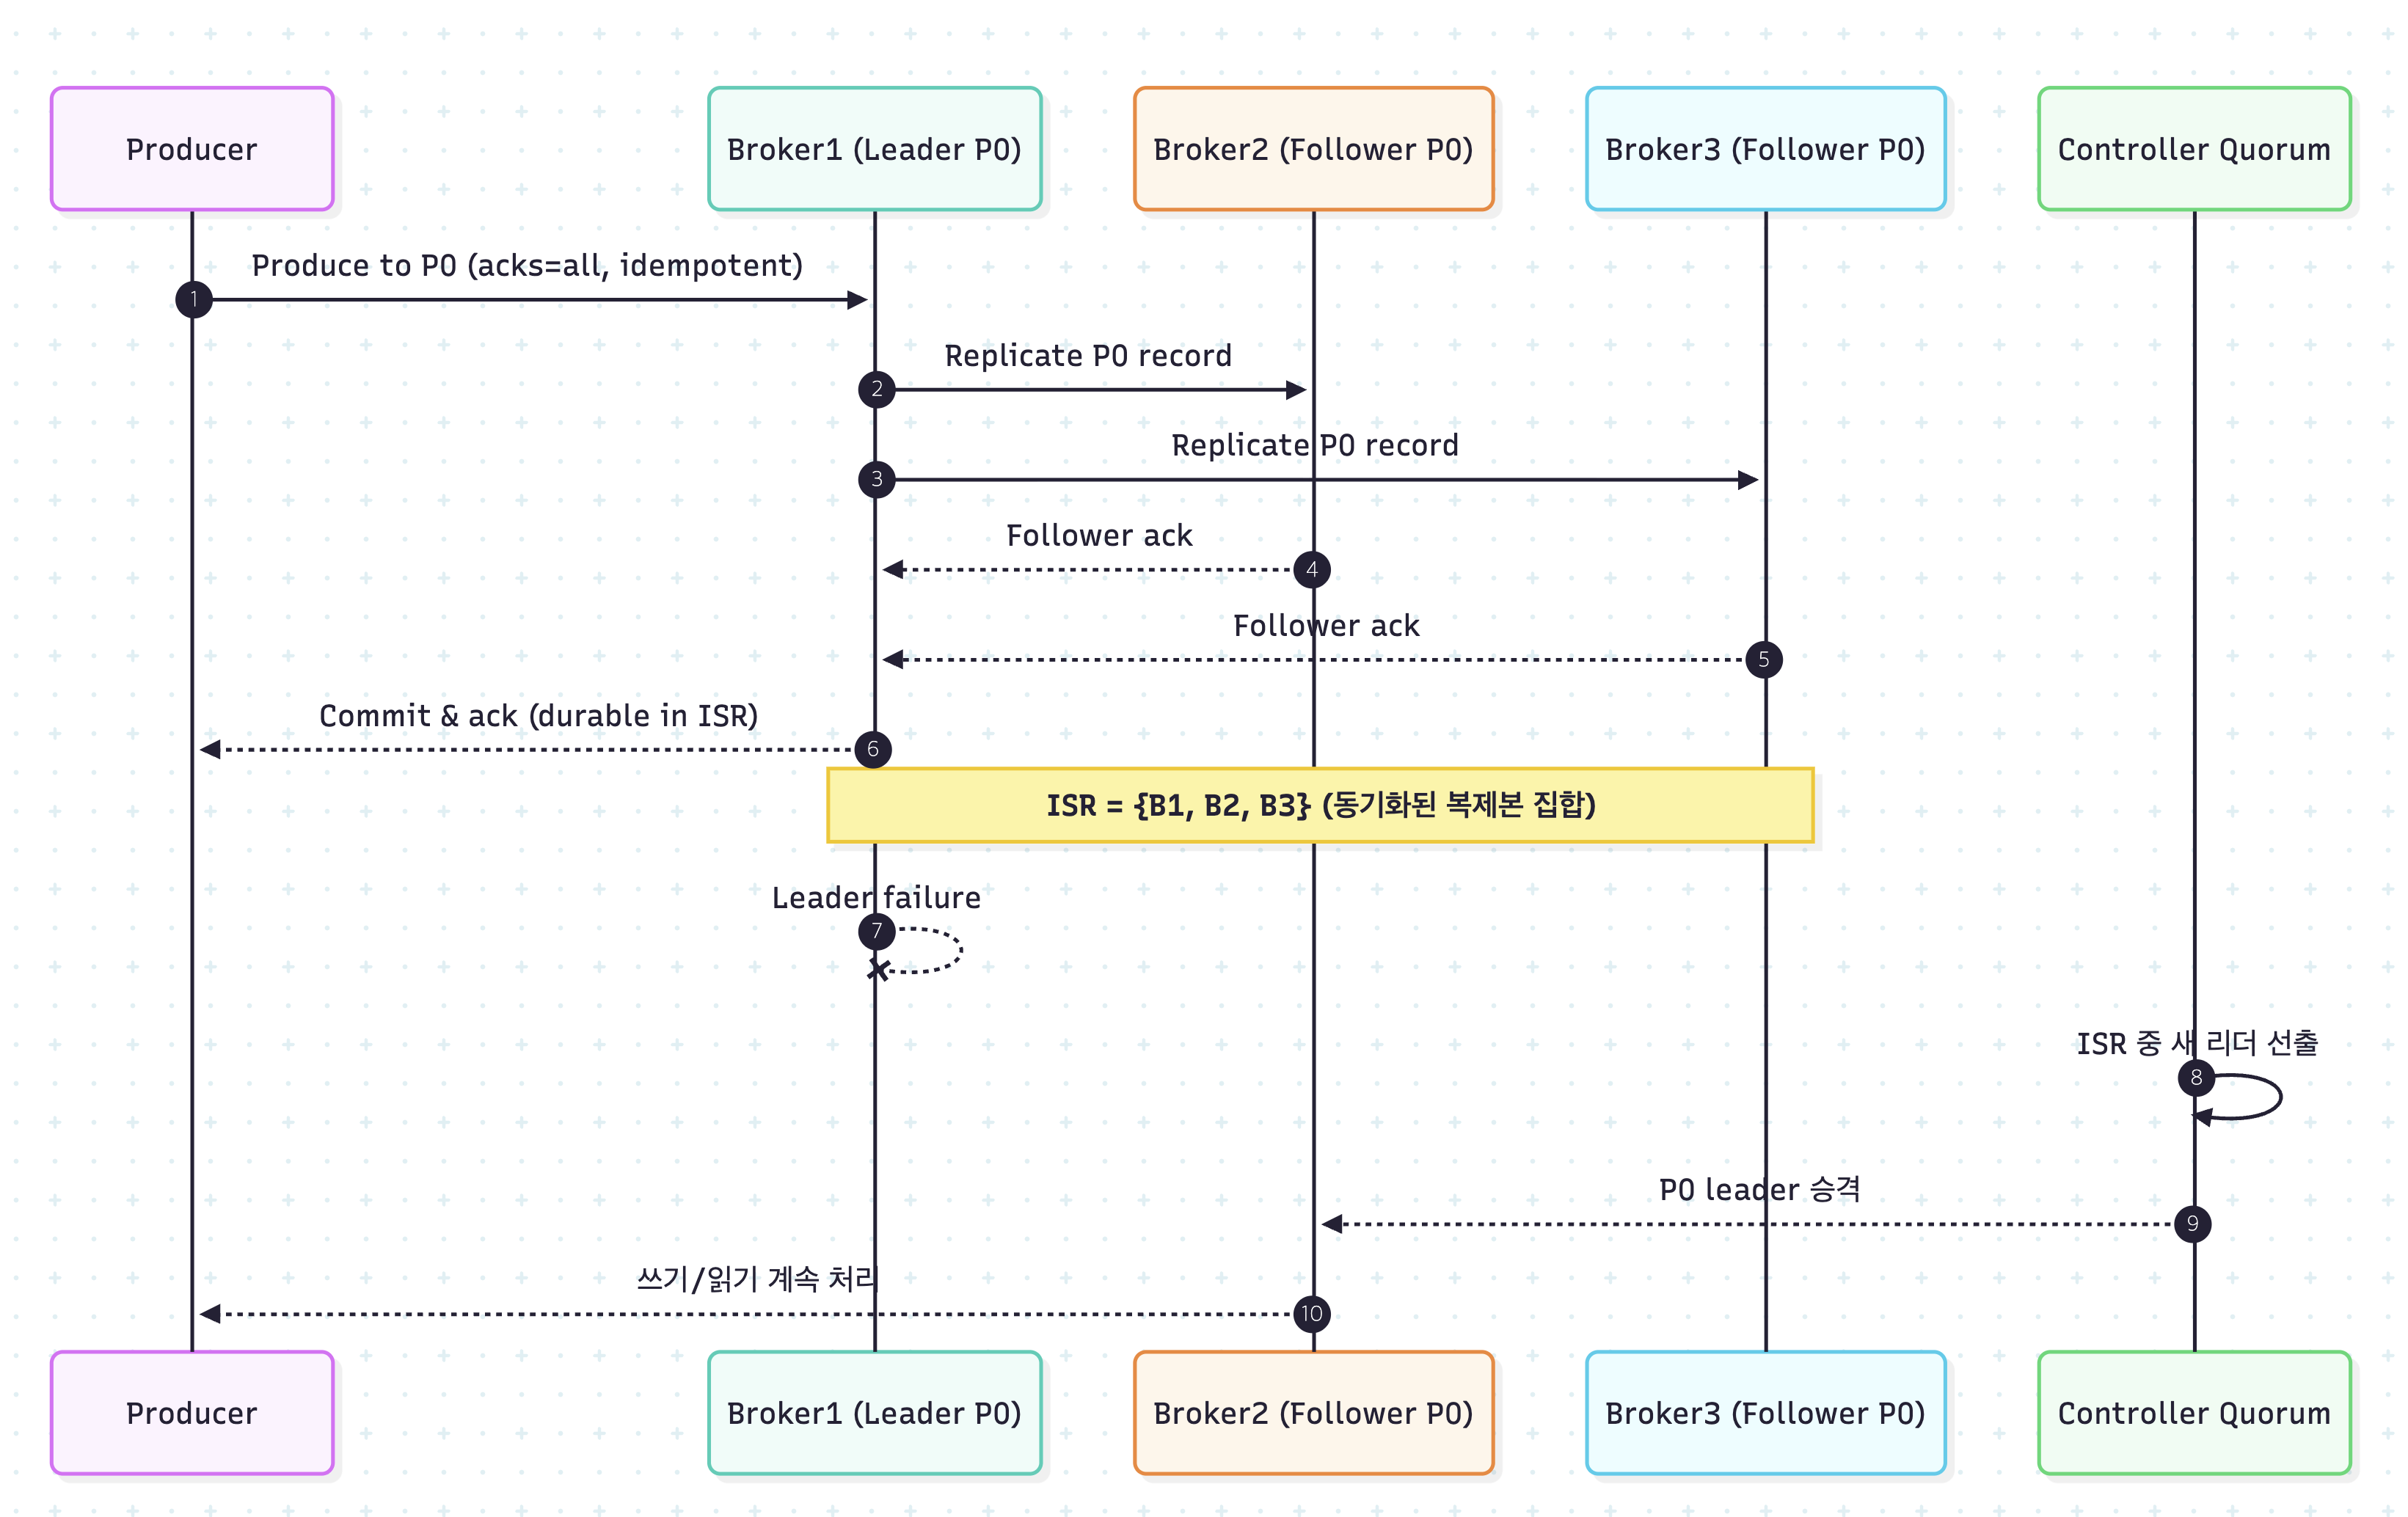 Producer
Broker1 (Leader P0)
Broker2 (Follower P0)
Broker3 (Follower P0)
Controller Quorum
Produce to P0 (acks=all, idempotent)
1
Replicate P0 record
2
Replicate P0 record
3
Follower ack
4
Follower ack
5
Commit & ack (durable in ISR)
6
ISR = {B1, B2, B3} (동기화된 복제본 집합)
Leader failure
7
ISR 중 새 리더 선출
8
P0 leader 승격
9
쓰기/읽기 계속 처리
10
Producer
Broker1 (Leader P0)
Broker2 (Follower P0)
Broker3 (Follower P0)
Controller Quorum